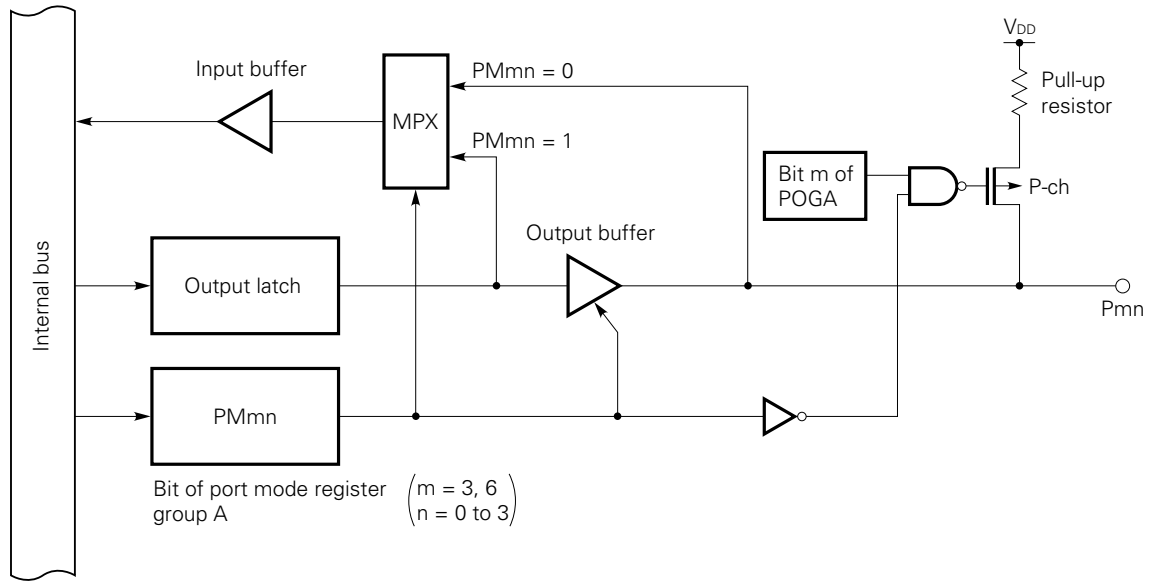 VDD
Input buffer
PMmn = 0
Pull-up
resistor
MPX
PMmn = 1
Bit m of
POGA
P-ch
Output buffer
Internal bus
Output latch
Pmn
PMmn
Bit of port mode register
group A
(m = 3, 6
n = 0 to 3)